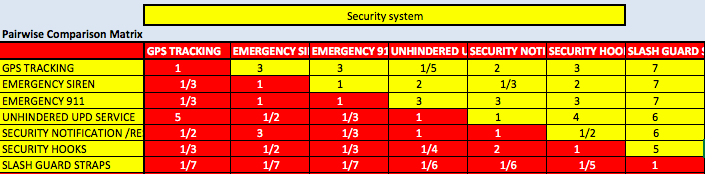 Security system
Pairwise Comparison Matrix
GPS TRACKING EMERGENCY SII EMERGENCY 91 UNHINDERED U SECURITY NOTI SECURITY HOOI SLASH GUARD S
GPS TRACKING 1 3 3 1/5 2 3 7
EMERGENCY SIREN 1/3 1 1 2 1/3 2 7
EMERGENCY 911 1/3 1 1 3 3 3 7
UNHINDERED UPD SERVICE 5 1/2 1/3 1 1 4 6
SECURITY NOTIFICATION /RE 1/2 3 1/3 1 1 1/2 6
SECURITY HOOKS 1/3 1/2 1/3 1/4 2 1 5
SLASH GUARD STRAPS 1/7 1/7 1/7 1/6 1/6 1/5 1